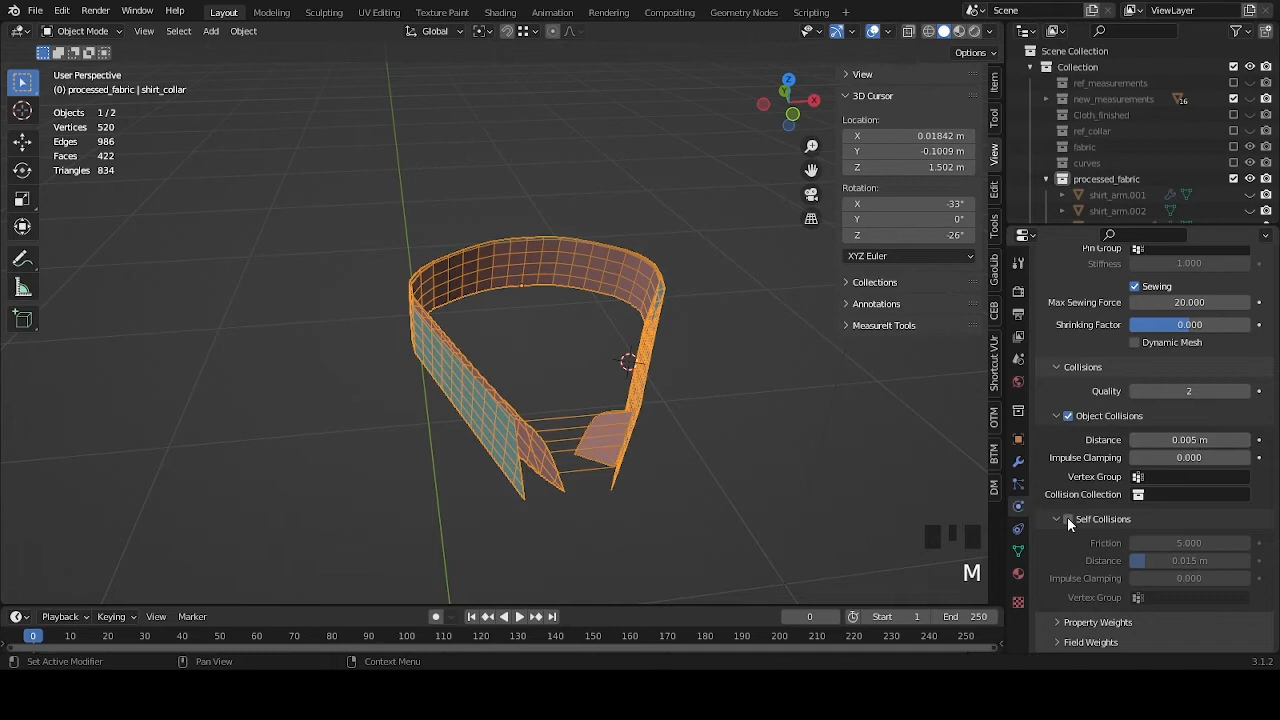 File Edit Render Window Help Layout Modeling Sculpting UV Editing Texture Paint Shading Animation Rendering Compositing Geometry Nodes Scripting + Scene ViewLayer
Object Mode View Select Add Object Global
Options
User Perspective
(0) processed_fabric | shirt_collar
Objects 1/2
Vertices 520
Edges 986
Faces 422
Triangles 834
Z
Y
X
View
3D Cursor
Location:
X 0.01842 m
Y -0.1009 m
Z 1.502 m
Rotation:
X -33°
Y 0°
Z -26°
XYZ Euler
Collections
Annotations
MeasureIt Tools
Item
Tool
View
Edit
Tools
GaoLib
CEB
Shortcut VUr
OTM
BTM
DM
Scene Collection
Collection
ref_measurements
new_measurements 16
Cloth_finished
ref_collar
fabric
curves
processed_fabric
shirt_arm.001
shirt_arm.002
Pin Group
Stiffness 1.000
Sewing
Max Sewing Force 20.000
Shrinking Factor 0.000
Dynamic Mesh
Collisions
Quality 2
Object Collisions
Distance 0.005 m
Impulse Clamping 0.000
Vertex Group
Collision Collection
Self Collisions
Friction 5.000
Distance 0.015 m
Impulse Clamping 0.000
Vertex Group
Property Weights
Field Weights
M
Playback Keying View Marker 0 Start 1 End 250
0 10 20 30 40 50 60 70 80 90 100 110 120 130 140 150 160 170 180 190 200 210 220 230 240 250
Set Active Modifier Pan View Context Menu 3.1.2